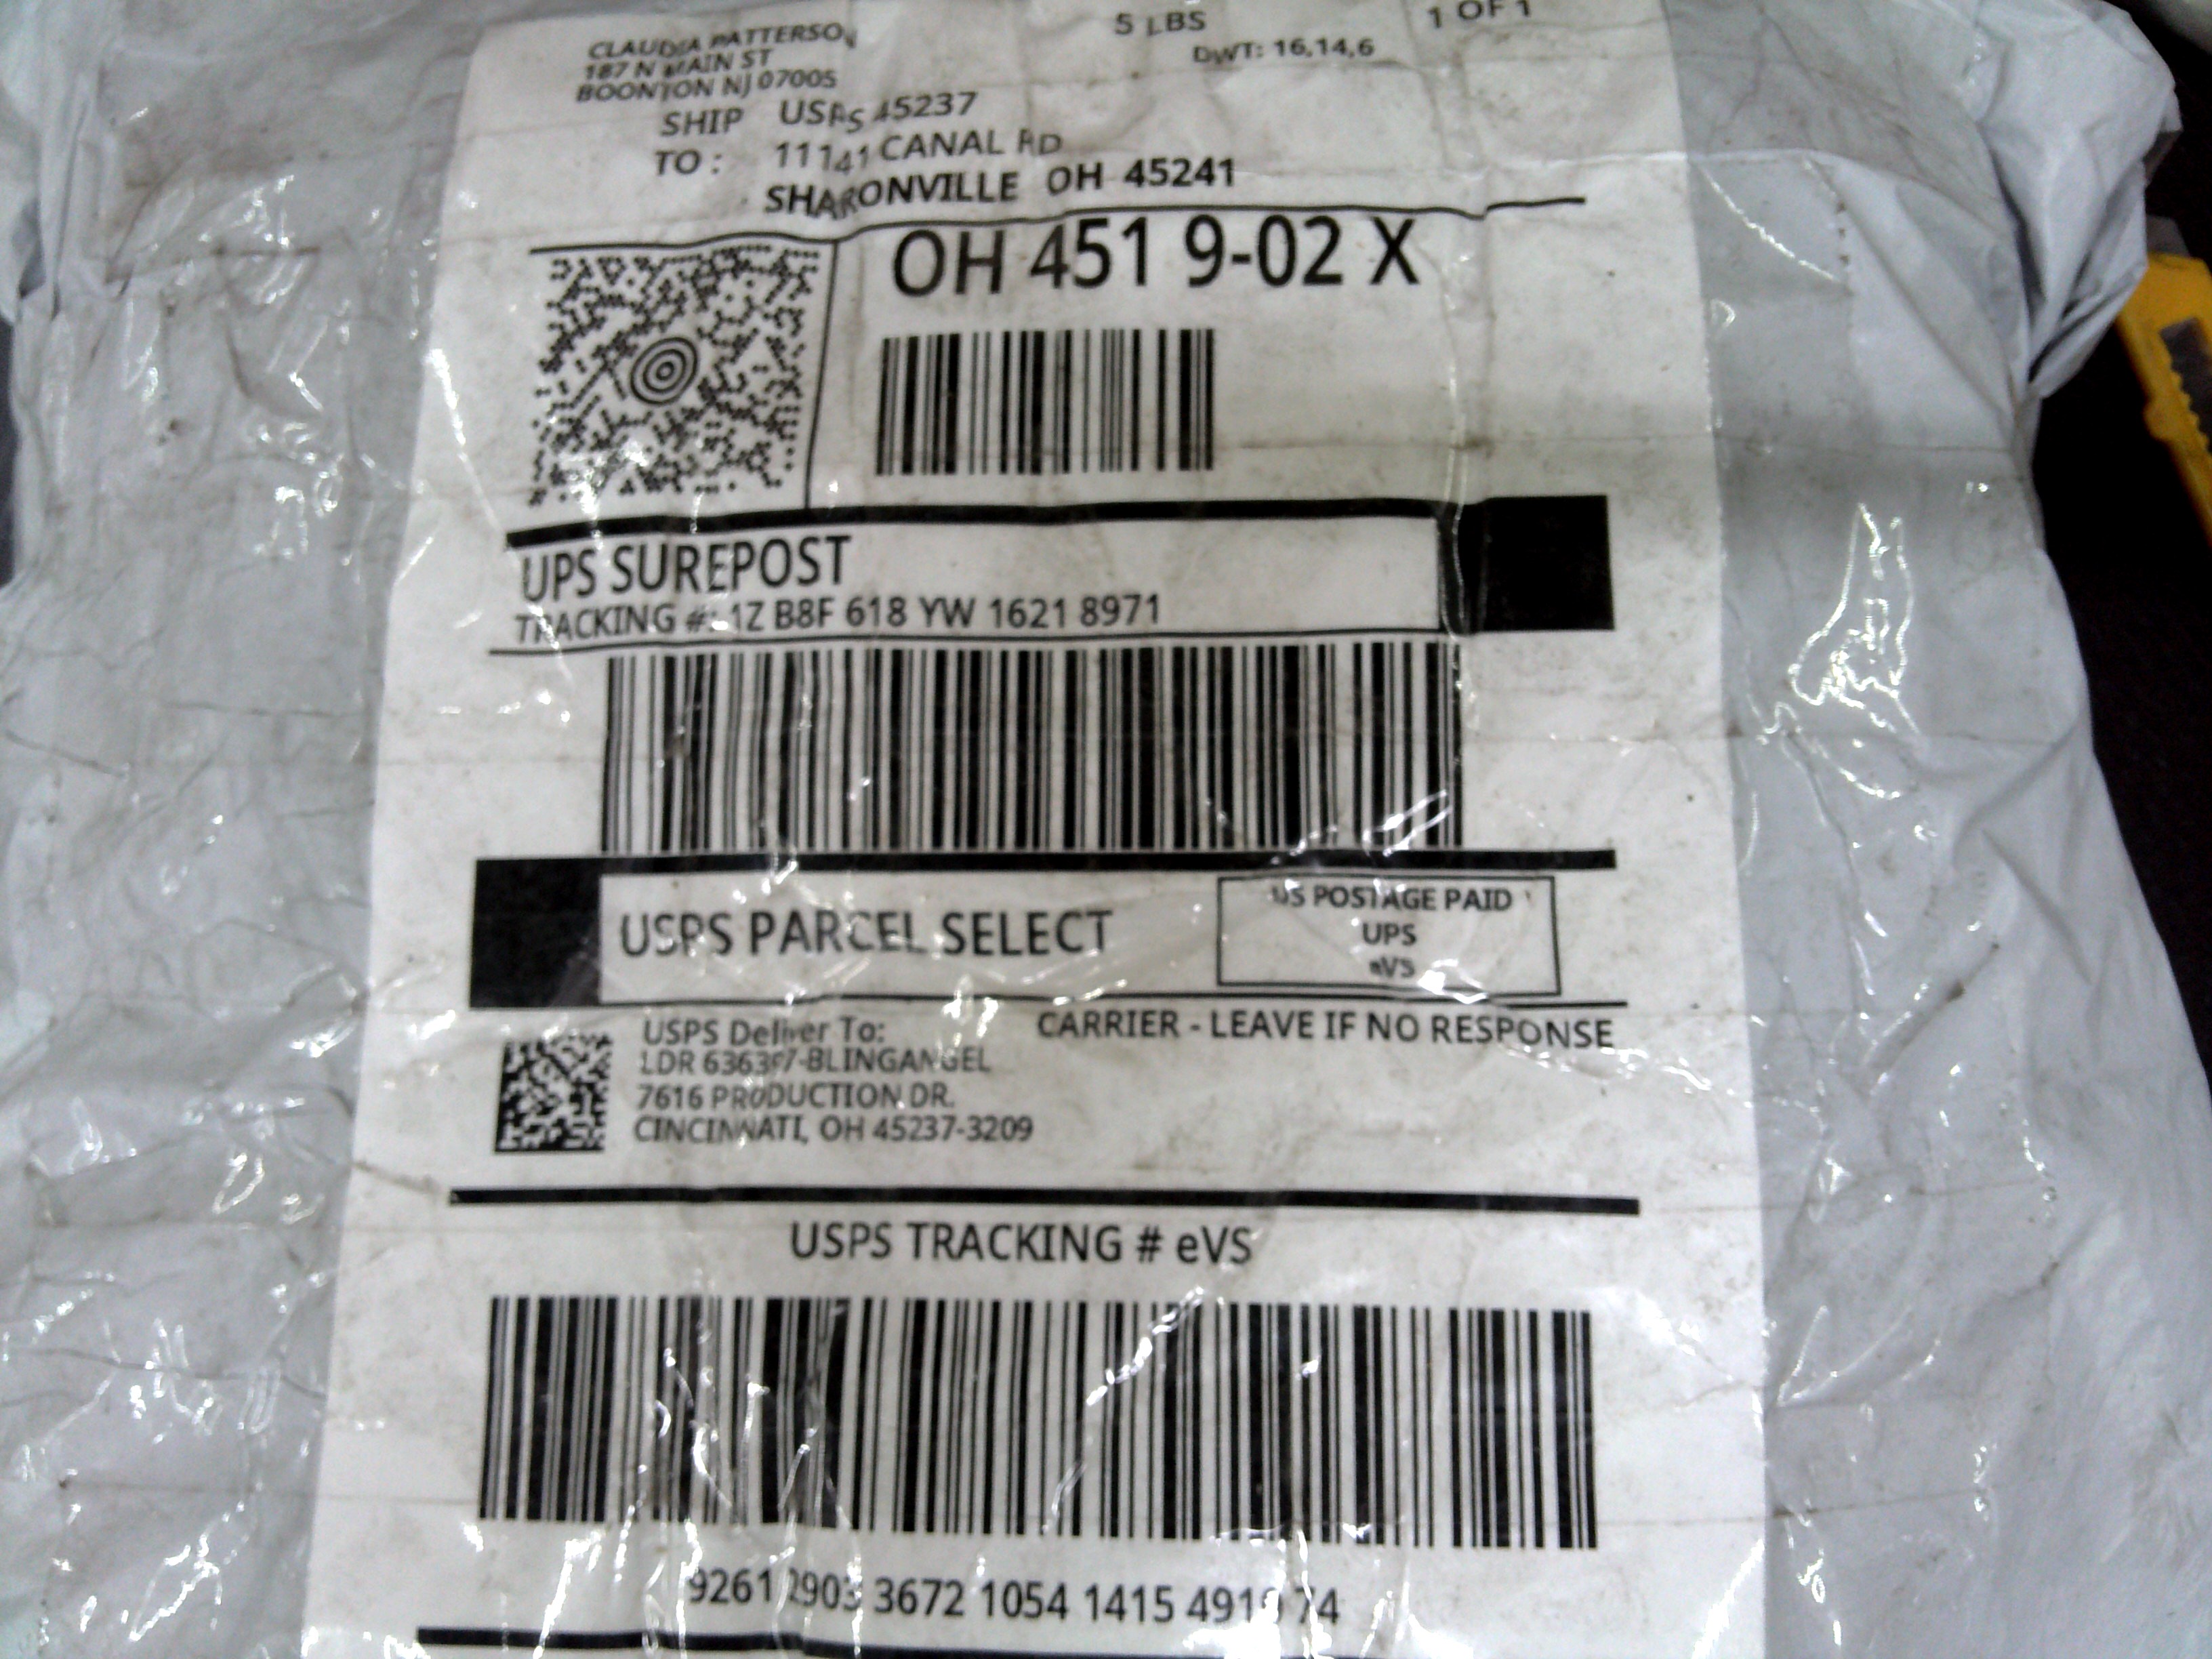 CLAUDIA PATTERSON
187 N MAIN ST
BOONTON NJ 07005
5 LBS
1 OF 1
DWT: 16,14,6
SHIP TO:
USPS 45237
11141 CANAL RD
SHARONVILLE OH 45241
OH 451 9-02 X
UPS SUREPOST
TRACKING #: 1Z B8F 618 YW 1621 8971
USPS PARCEL SELECT
US POSTAGE PAID
UPS
eVS
USPS Deliver To:
CARRIER - LEAVE IF NO RESPONSE
LDR
7616 PRODUCTION DR.
CINCINNATI, OH 45237-3209
USPS TRACKING # eVS
9261 2903 3672 1054 1415 74